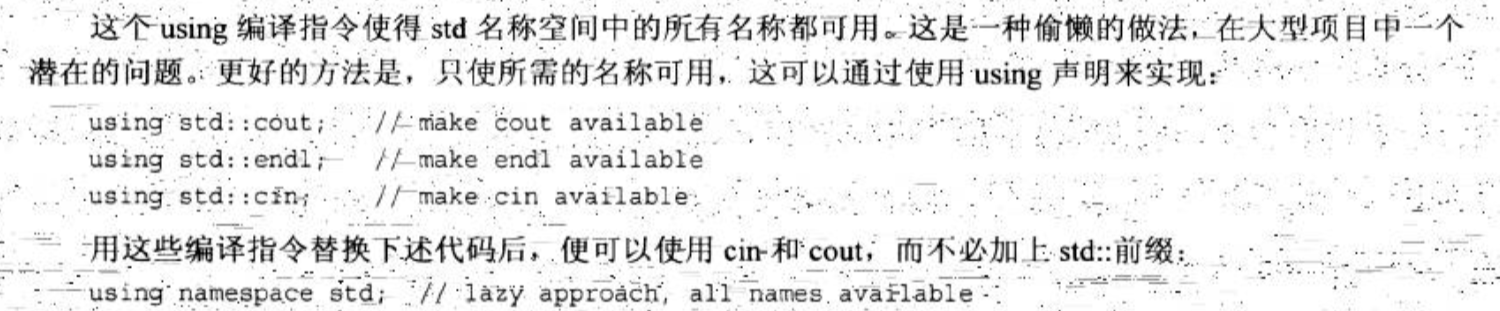 这个 using 编译指令使得 std 名称空间中的所有名称都可用。这是一种偷懒的做法，在大型项目中一个
潜在的问题。更好的方法是，只使所需的名称可用，这可以通过使用 using 声明来实现：
using std::cout;   // make cout available
using std::endl;   // make endl available
using std::cin;    // make cin available
用这些编译指令替换下述代码后，便可以使用 cin 和 cout，而不必加上 std::前缀：
using namespace std;  // lazy approach, all names available